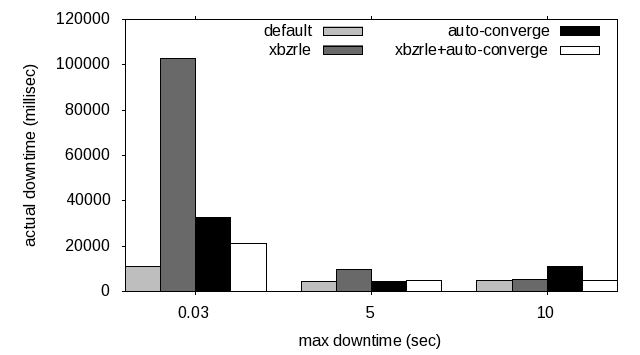 120000
100000
80000
60000
40000
20000
0
actual downtime (millisec)
default
xbzrle
auto-converge
xbzrle+auto-converge
0.03
5
10
max downtime (sec)